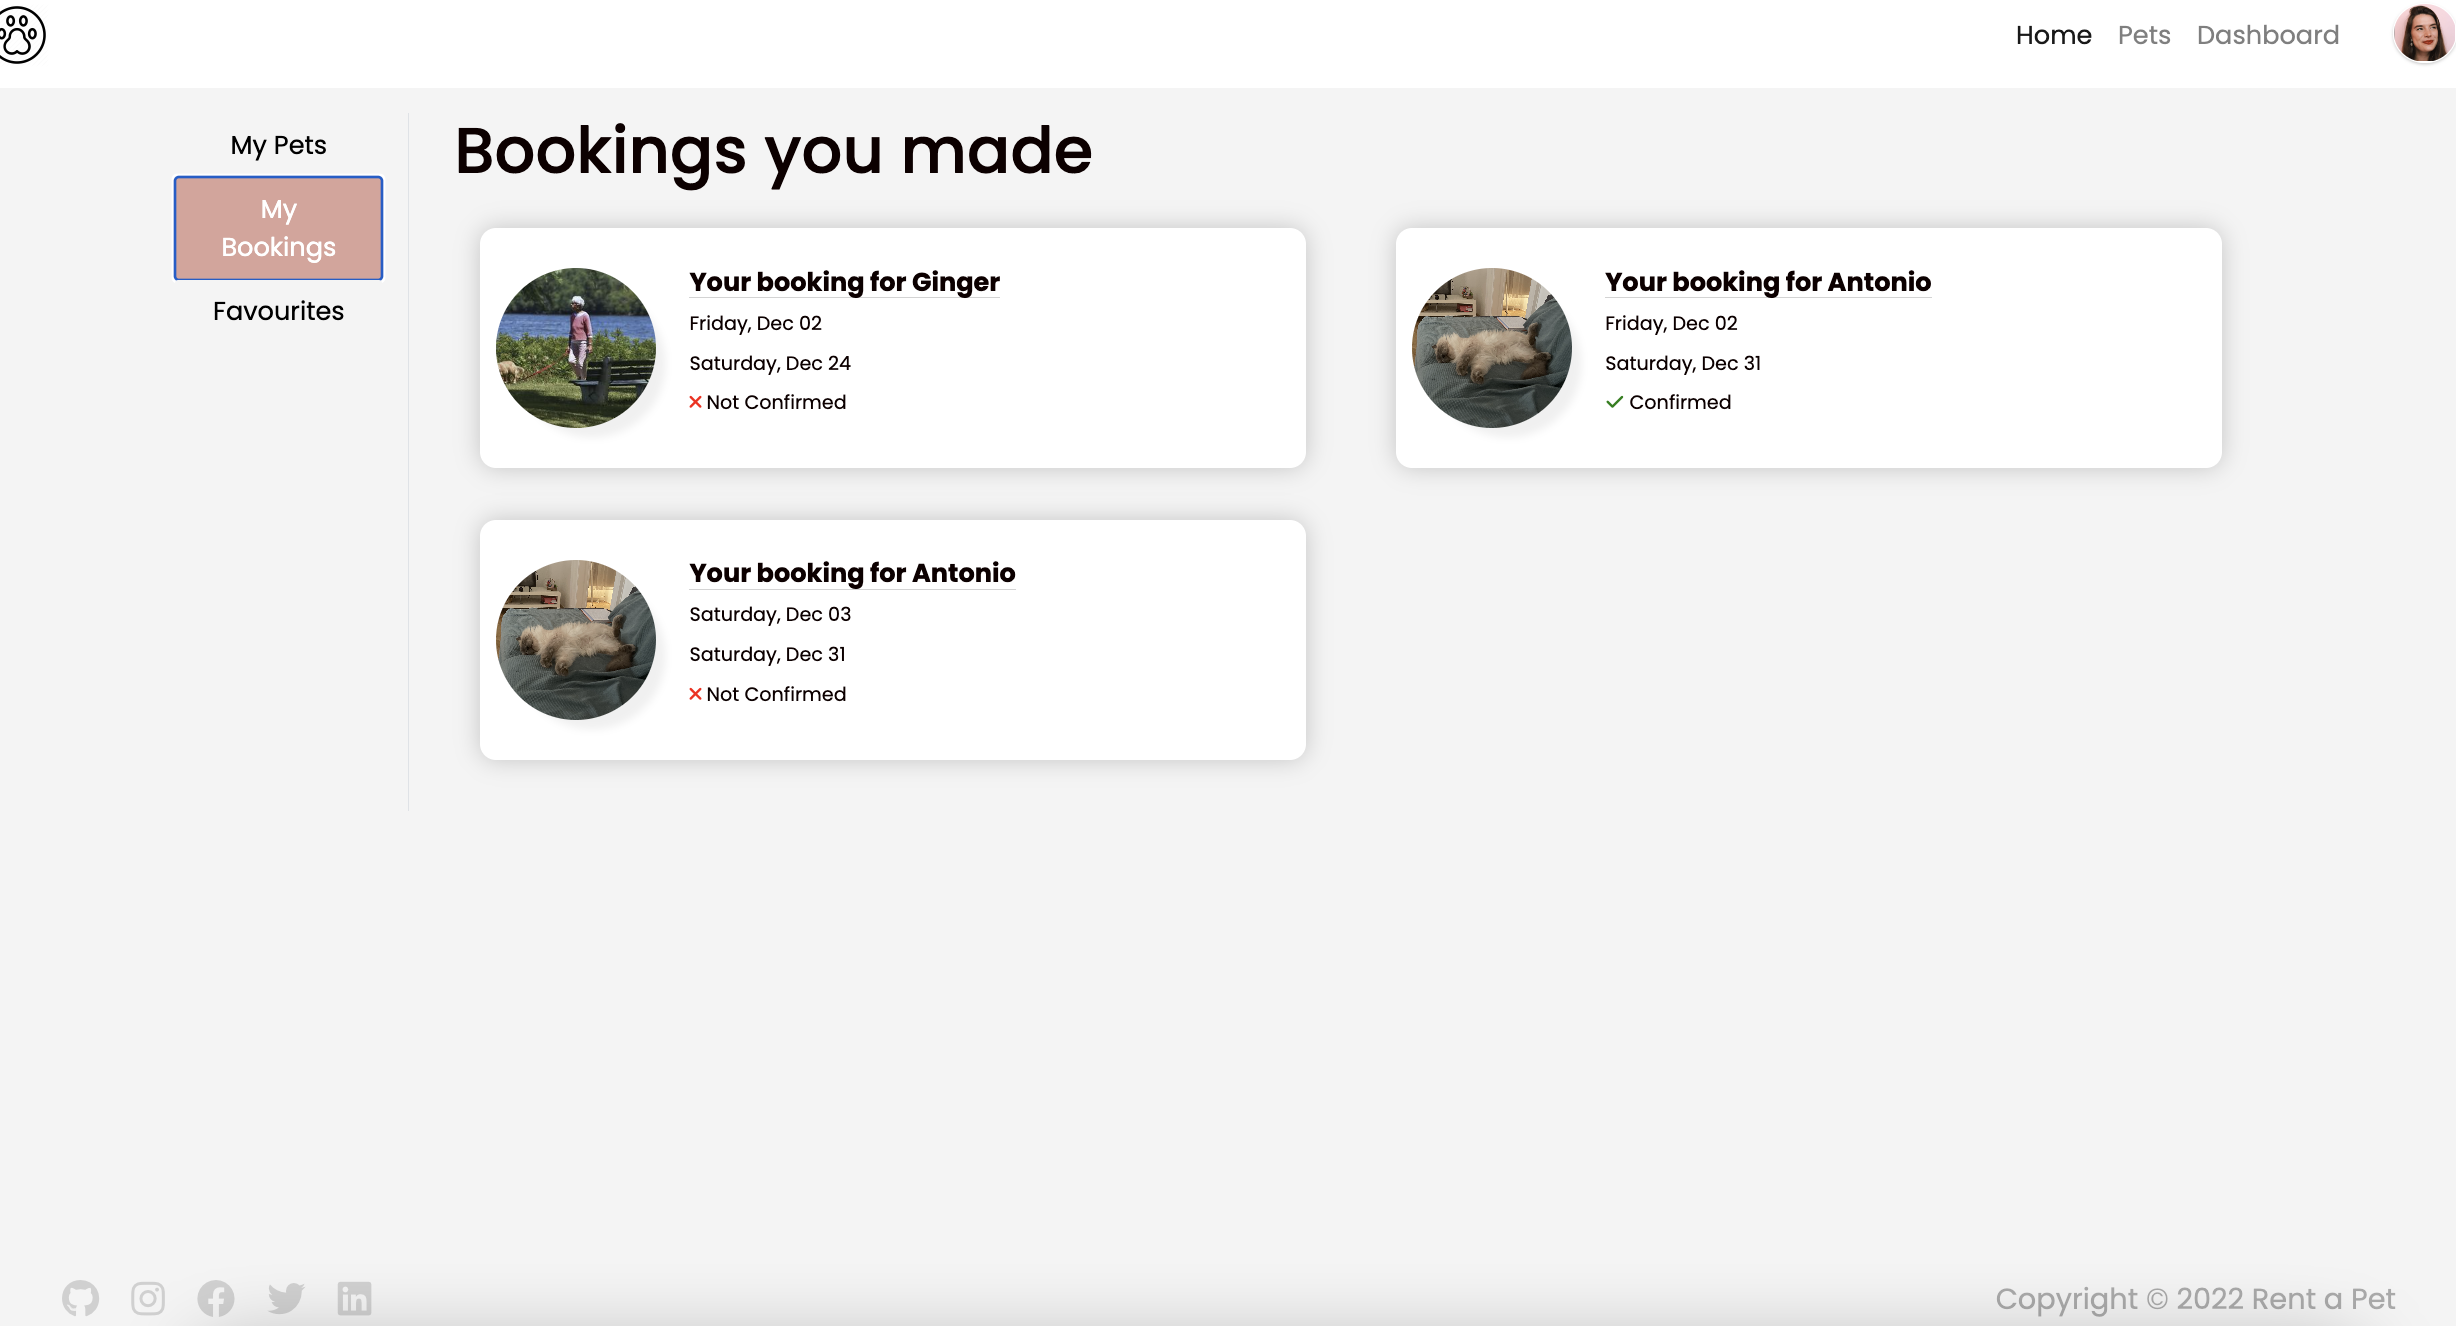 Home Pets Dashboard
My Pets
My
Bookings
Favourites
Bookings you made
Your booking for Ginger
Friday, Dec 02
Saturday, Dec 24
Not Confirmed
Your booking for Antonio
Friday, Dec 02
Saturday, Dec 31
Confirmed
Your booking for Antonio
Saturday, Dec 03
Saturday, Dec 31
Not Confirmed
Copyright © 2022 Rent a Pet